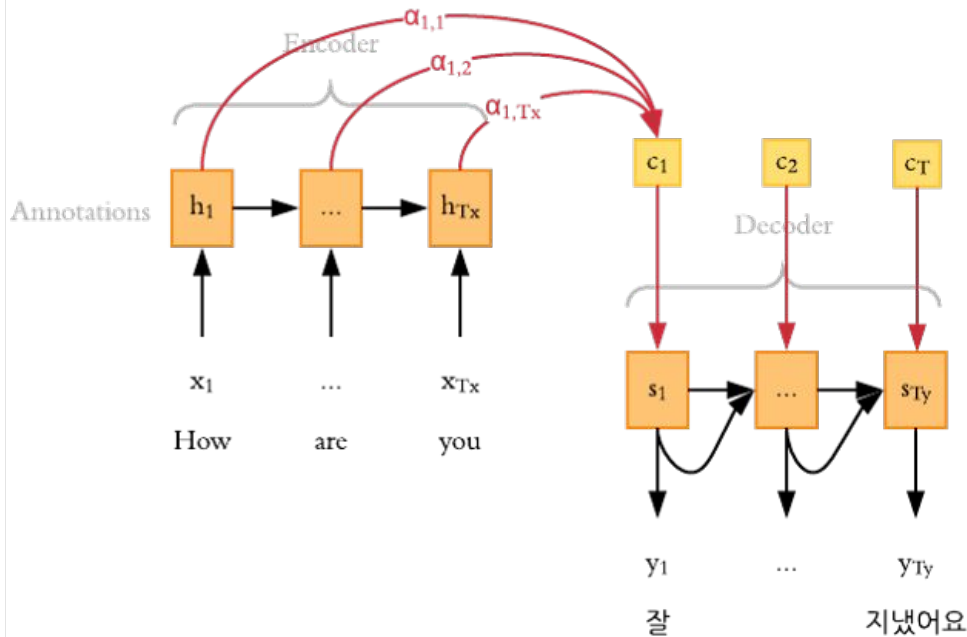 α1,1
Encoder
α1,2
α1,Tx
c1 c2 cT
Annotations h1 ... hTx
Decoder
x1 ... xTx
s1 ... sTy
How are you
y1 ... yTy
잘 지냈어요